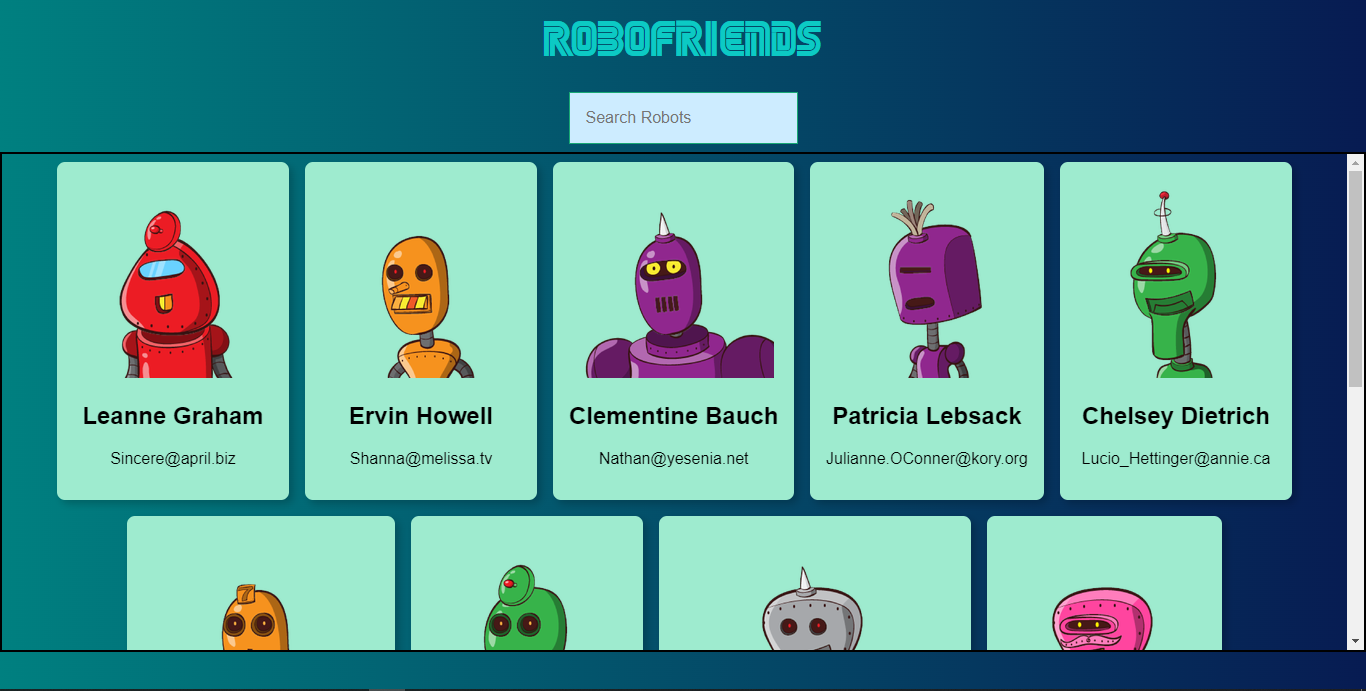 ROBOFRIENDS
Search Robots
Leanne Graham
Ervin Howell
Clementine Bauch
Patricia Lebsack
Chelsey Dietrich
Sincere@april.biz
Shanna@melissa.tv
Nathan@yesenia.net
Julianne.OConner@kory.org
Lucio_Hettinger@annie.ca
7